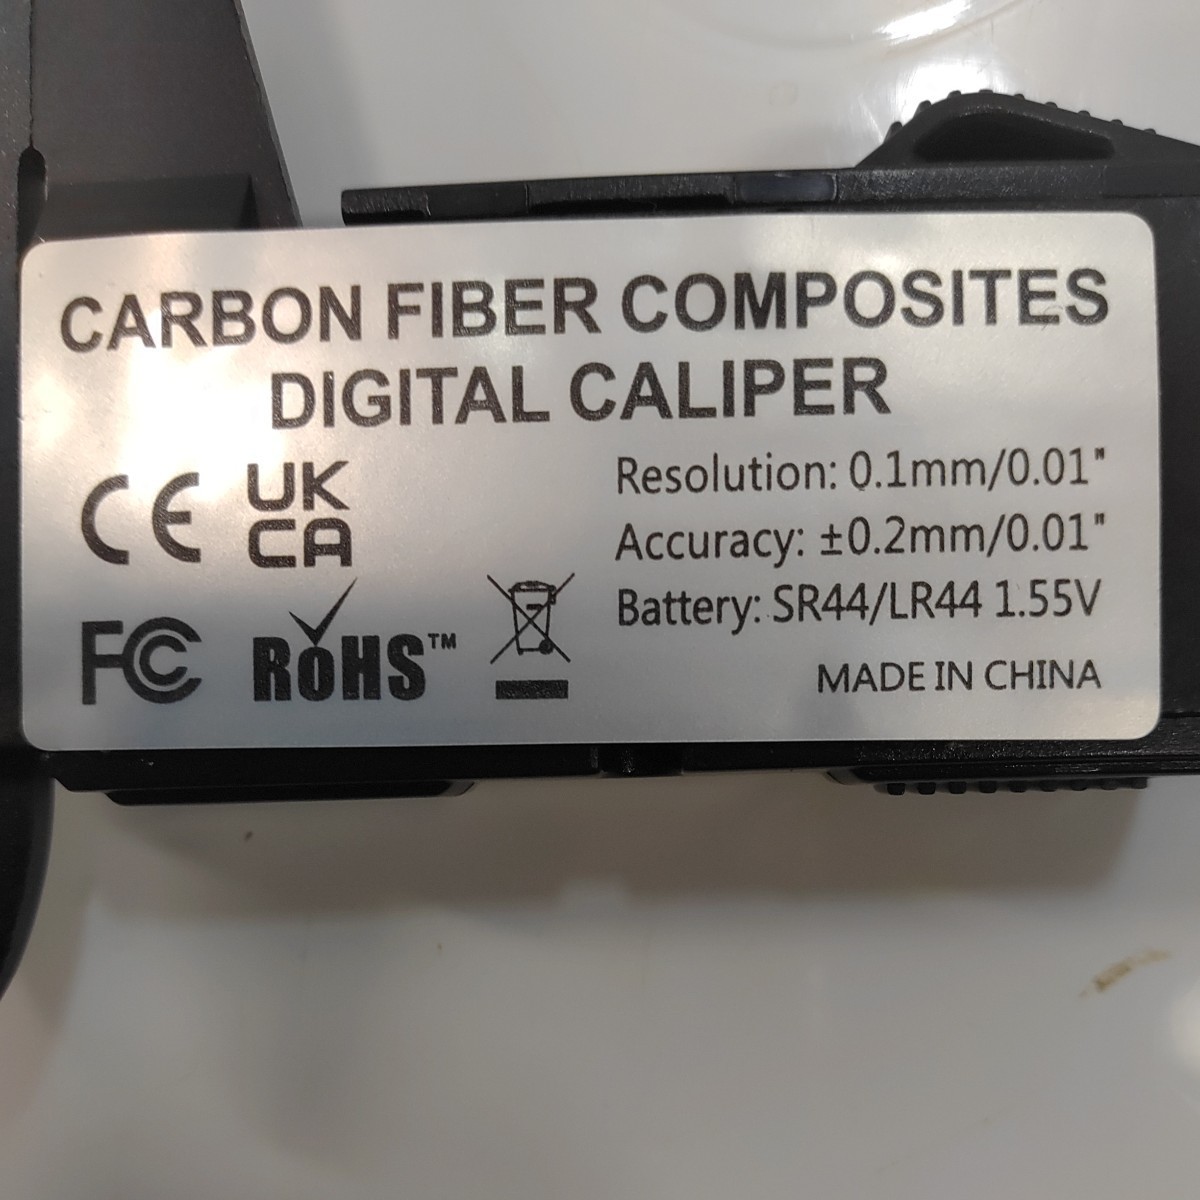 CARBON FIBER COMPOSITES
DIGITAL CALIPER
CE UK
CA
Resolution: 0.1mm/0.01"
Accuracy: ±0.2mm/0.01"
Battery: SR44/LR44 1.55V
FC RoHS™
MADE IN CHINA